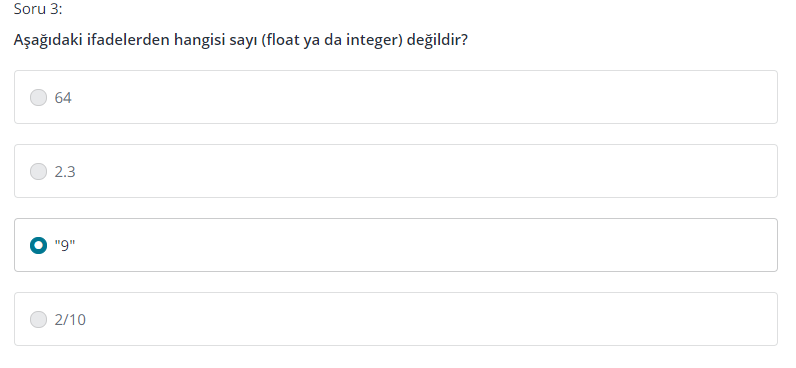 Soru 3:
Aşağıdaki ifadelerden hangisi sayı (float ya da integer) değildir?
64
2.3
"9"
2/10